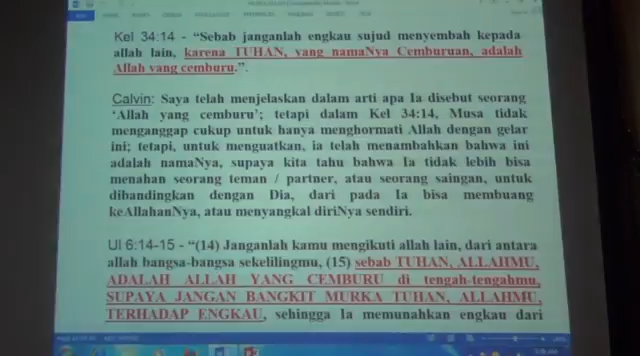 Kel 34:14 - “Sebab janganlah engkau sujud menyembah kepada
allah lain, karena TUHAN, yang namaNya Cemburuan, adalah
Allah yang cemburu.”.
Calvin: Saya telah menjelaskan dalam arti apa Ia disebut seorang
‘Allah yang cemburu’; tetapi dalam Kel 34:14, Musa tidak
menganggap cukup untuk hanya menghormati Allah dengan gelar
ini; tetapi, untuk menguatkan, ia telah menambahkan bahwa ini
adalah namaNya, supaya kita tahu bahwa Ia tidak lebih bisa
menahan seorang teman / partner, atau seorang saingan, untuk
dibandingkan dengan Dia, dari pada Ia bisa membuang
keAllahanNya, atau menyangkal diriNya sendiri.
Ul 6:14-15 - “(14) Janganlah kamu mengikuti allah lain, dari antara
allah bangsa-bangsa sekelilingmu, (15) sebab TUHAN, ALLAHMU,
ADALAH ALLAH YANG CEMBURU di tengah-tengahmu,
SUPAYA JANGAN BANGKIT MURKA TUHAN, ALLAHMU,
TERHADAP ENGKAU, sehingga Ia memunahkan engkau dari